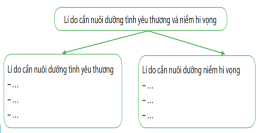 Lí do cần nuôi dưỡng tình yêu thương và niềm hi vọng
Lí do cần nuôi dưỡng tình yêu thương
– ...
– ...
– ...
Lí do cần nuôi dưỡng niềm hi vọng
– ...
– ...
– ...